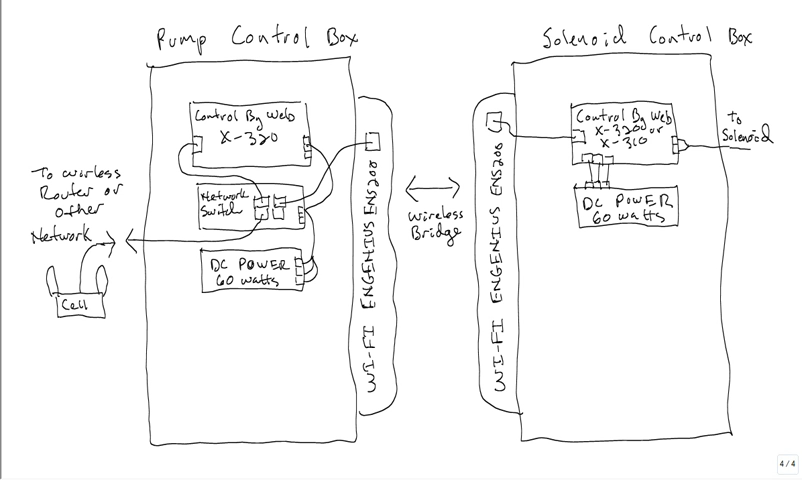 Pump Control Box
Control By Web
X-320
Network
Switch
DC POWER
60 watts
To wirless
Router or
Other
Network
Cell
WI-FI ENGENIUS ENS200
Wireless
Bridge
Solenoid Control Box
WI-FI ENGENIUS ENS200
Control By Web
X-3200 or
X-310
To
Solenoid
DC POWER
60 watts
4/4